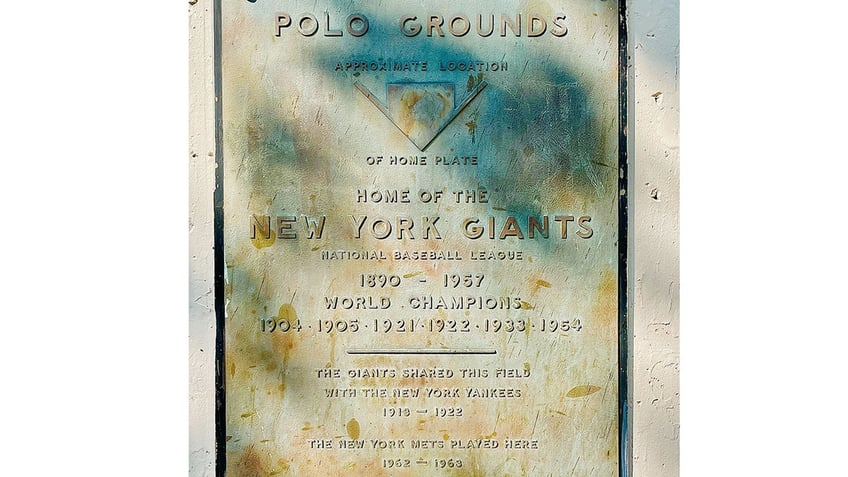 POLO GROUNDS
APPROXIMATE LOCATION
OF HOME PLATE
HOME OF THE
NEW YORK GIANTS
NATIONAL BASEBALL LEAGUE
1890 - 1957
WORLD CHAMPIONS
1904 · 1905 · 1921 · 1922 · 1933 · 1954
THE GIANTS SHARED THIS FIELD
WITH THE NEW YORK YANKEES
1913 — 1922
THE NEW YORK METS PLAYED HERE
1962 — 1963